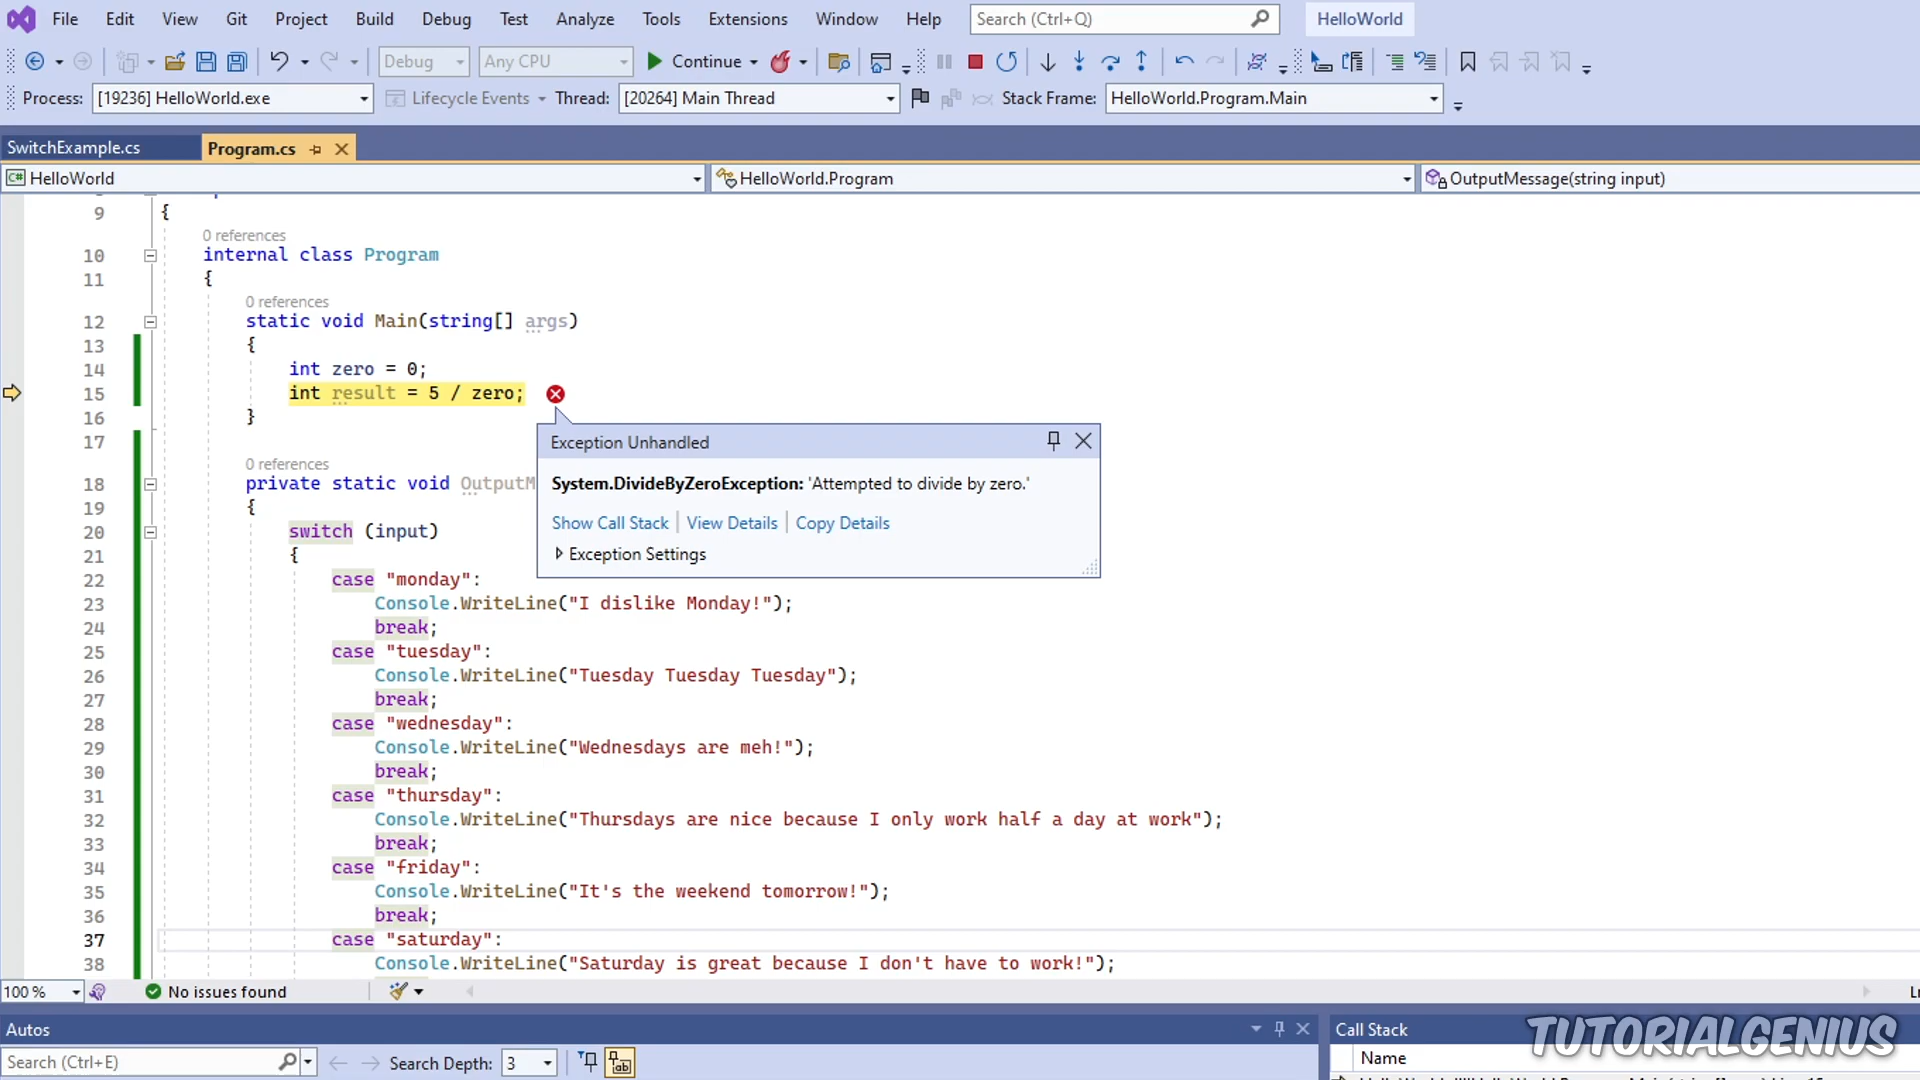 File Edit View Git Project Build Debug Test Analyze Tools Extensions Window Help Search (Ctrl+Q) HelloWorld
Debug Any CPU Continue
Process: [19236] HelloWorld.exe Lifecycle Events Thread: [20264] Main Thread Stack Frame: HelloWorld.Program.Main
SwitchExample.cs Program.cs
C# HelloWorld HelloWorld.Program OutputMessage(string input)
9 {
0 references
10 internal class Program
11 {
0 references
12 static void Main(string[] args)
13 {
14 int zero = 0;
15 int result = 5 / zero;
16 }
Exception Unhandled
System.DivideByZeroException: 'Attempted to divide by zero.'
Show Call Stack | View Details | Copy Details
Exception Settings
17
0 references
18 private static void OutputM
19 {
20 switch (input)
21 {
22 case "monday":
23 Console.WriteLine("I dislike Monday!");
24 break;
25 case "tuesday":
26 Console.WriteLine("Tuesday Tuesday Tuesday");
27 break;
28 case "wednesday":
29 Console.WriteLine("Wednesdays are meh!");
30 break;
31 case "thursday":
32 Console.WriteLine("Thursdays are nice because I only work half a day at work");
33 break;
34 case "friday":
35 Console.WriteLine("It's the weekend tomorrow!");
36 break;
37 case "saturday":
38 Console.WriteLine("Saturday is great because I don't have to work!");
100 % No issues found
Autos
Search (Ctrl+E) Search Depth: 3
Call Stack
Name
TUTORIALGENIUS